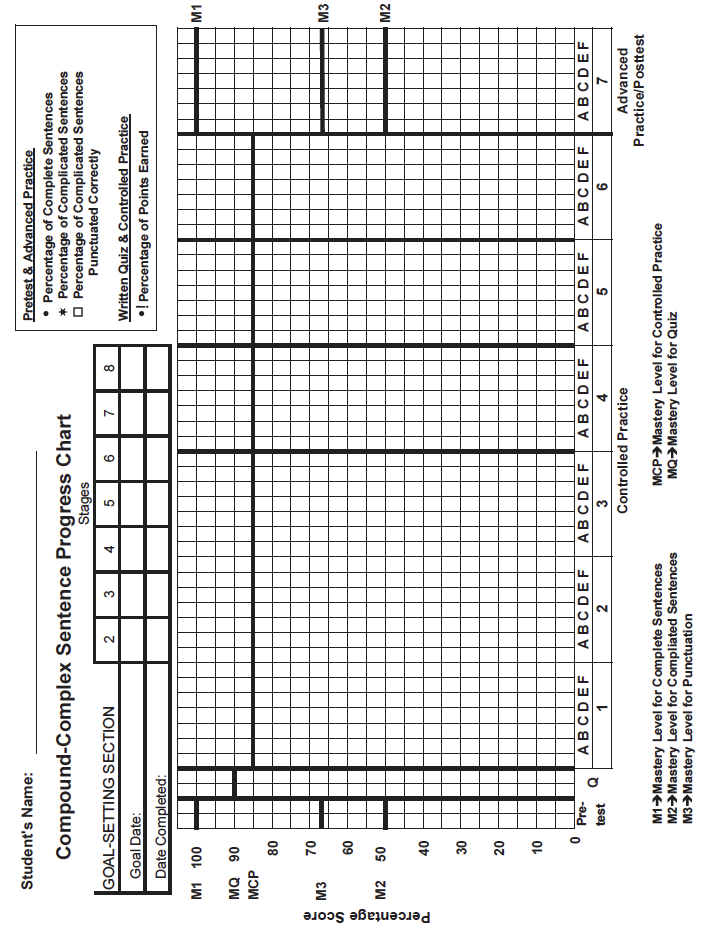 Student's Name:
Compound-Complex Sentence Progress Chart
Stages
GOAL-SETTING SECTION 2 3 4 5 6 7 8
Goal Date:
Date Completed:
Pretest & Advanced Practice
• Percentage of Complete Sentences
★ Percentage of Complicated Sentences
□ Percentage of Complicated Sentences
Punctuated Correctly
Written Quiz & Controlled Practice
•! Percentage of Points Earned
Percentage Score
M1 100 M1
MQ 90
MCP
80
M3 70 M3
60
M2 50 M2
40
30
20
10
0
Pre-
test
Q
A B C D E F A B C D E F A B C D E F A B C D E F A B C D E F A B C D E F A B C D E F
1 2 3 4 5 6 7
Controlled Practice
Advanced
Practice/Posttest
M1➔Mastery Level for Complete Sentences
M2➔Mastery Level for Compliated Sentences
M3➔Mastery Level for Punctuation
MCP➔Mastery Level for Controlled Practice
MQ➔Mastery Level for Quiz